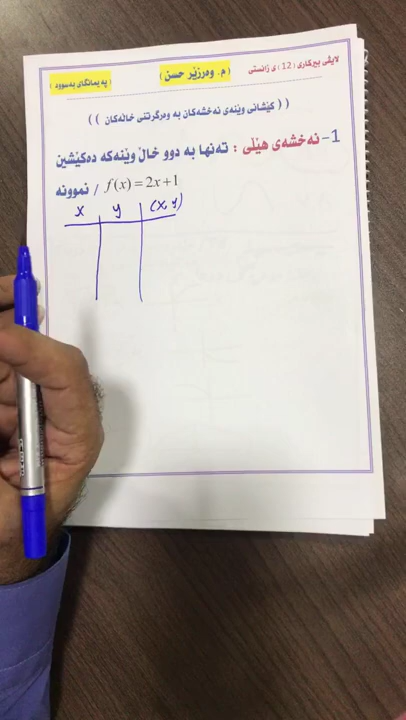 لایفی بیرکاری (12) ی زانستی
(م. وەرزێر حسن)
(پەیمانگای بەسوود)
((کێشانی وێنەی نەخشەکان بە وەرگرتنی خاڵەکان))
1- نەخشەی هێڵی : تەنها بە دوو خاڵ وێنەکە دەکێشین
نموونە / f(x) = 2x+1
x y (x, y)